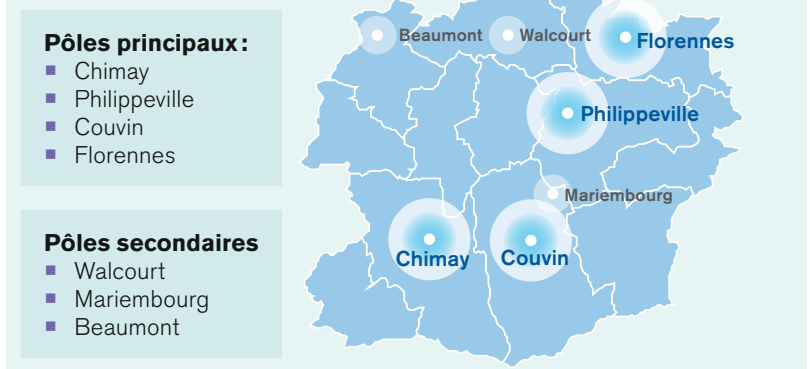 Pôles principaux :
Chimay
Philippeville
Couvin
Florennes
Pôles secondaires
Walcourt
Mariembourg
Beaumont
Beaumont
Walcourt
Florennes
Philippeville
Mariembourg
Chimay
Couvin